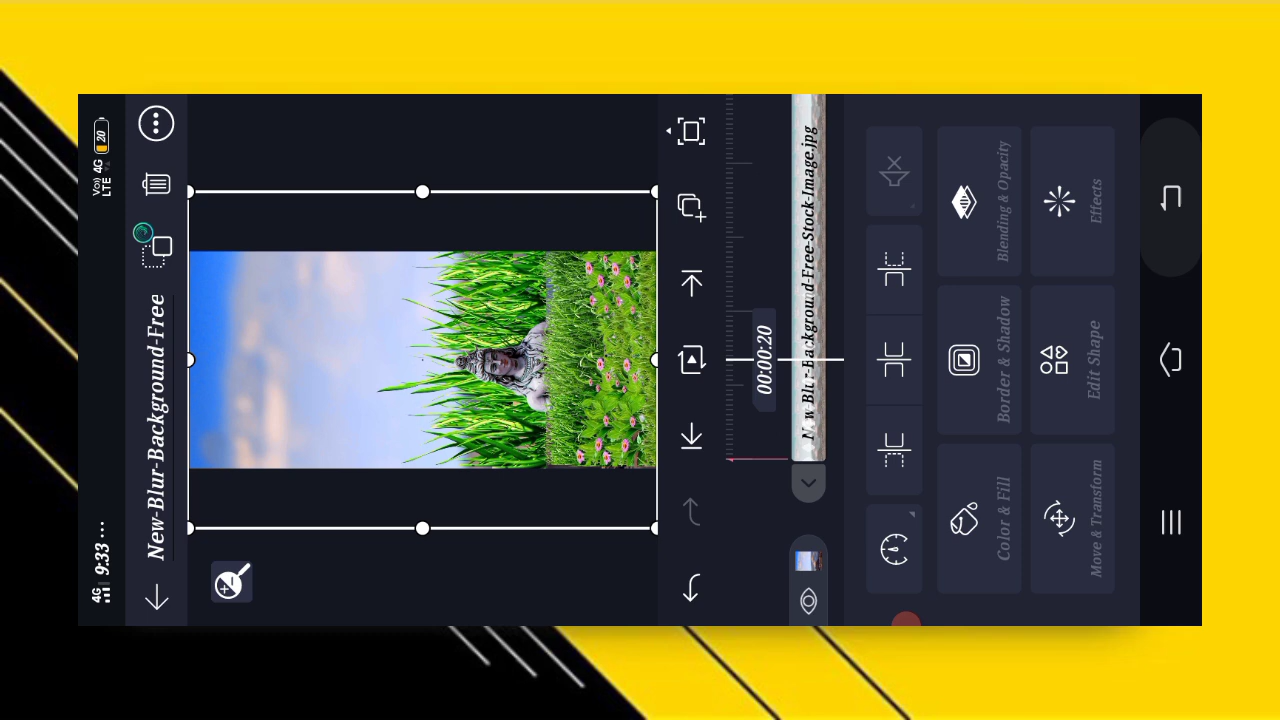 4G 9:33 ...
Vo) 4G
LTE
20
New-Blur-Background-Free
00:00:20
New-Blur-Background-Free-Stock-Image.jpg
Color & Fill
Border & Shadow
Blending & Opacity
Move & Transform
Edit Shape
Effects